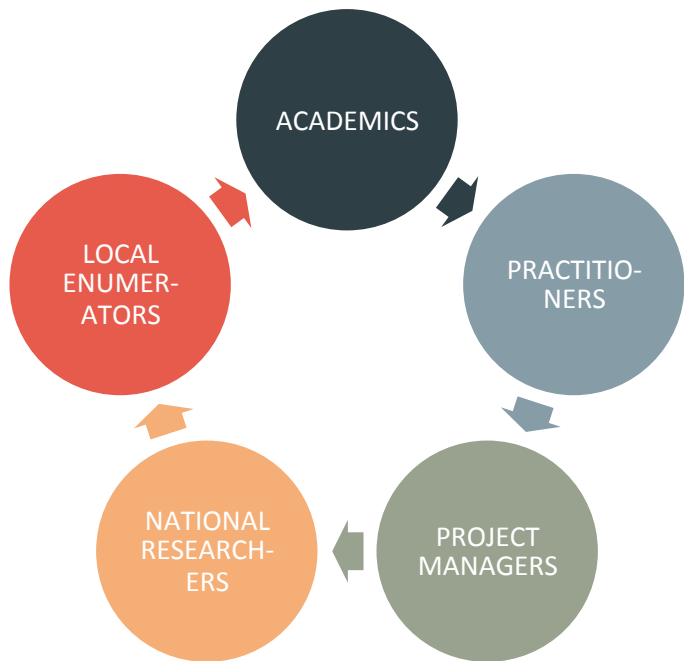 ACADEMICS
PRACTITIO-
NERS
PROJECT
MANAGERS
NATIONAL
RESEARCH-
ERS
LOCAL
ENUMER-
ATORS